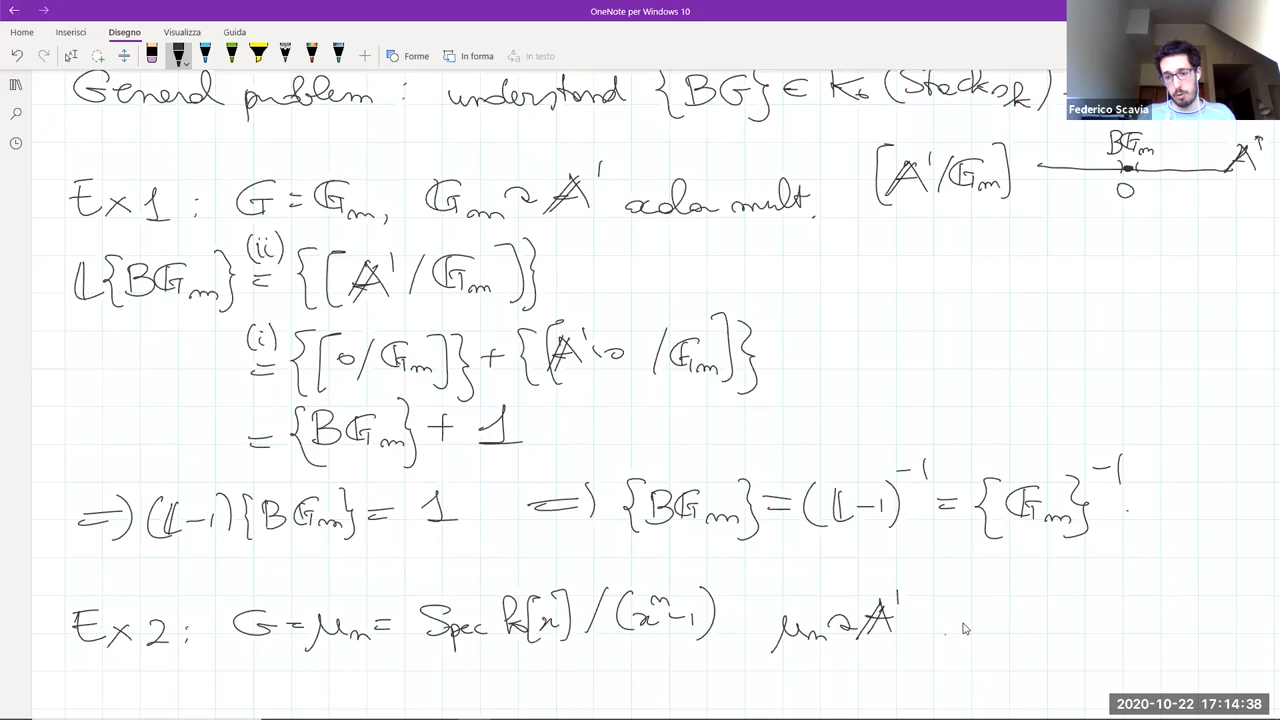 OneNote per Windows 10
Home Inserisci Disegno Visualizza Guida
Forme In forma In testo
Federico Scavia
General problem : understand {BG} ∈ K₀ (Stacks_k)
[𝔸¹/𝔾m] B𝔾m 0 𝔸¹
Ex 1 : G = 𝔾m, 𝔾m ↷ 𝔸¹ scalar mult.
𝕃{B𝔾m} (ii) = {[𝔸¹/𝔾m]}
(i) = {[0/𝔾m]} + {[𝔸¹∖0 /𝔾m]}
= {B𝔾m} + 1
⇒ (𝕃-1){B𝔾m} = 1 ⇒ {B𝔾m} = (𝕃-1)⁻¹ = {𝔾m}⁻¹.
Ex 2 : G = μn = Spec k[x]/(xⁿ-1) μn ↷ 𝔸¹
2020-10-22 17:14:38